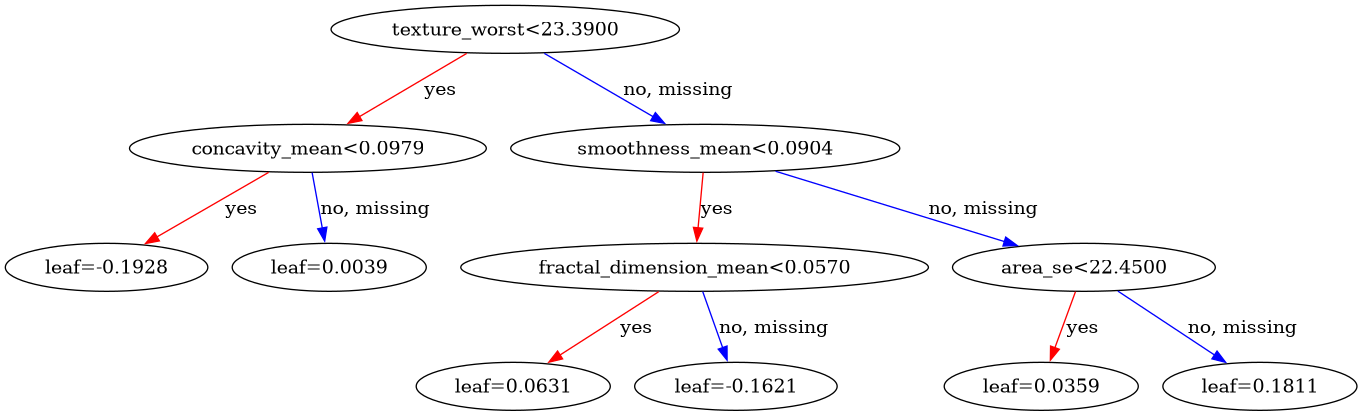 texture_worst<23.3900
yes
no, missing
concavity_mean<0.0979
smoothness_mean<0.0904
yes
no, missing
yes
no, missing
leaf=-0.1928
leaf=0.0039
fractal_dimension_mean<0.0570
area_se<22.4500
yes
no, missing
yes
no, missing
leaf=0.0631
leaf=-0.1621
leaf=0.0359
leaf=0.1811